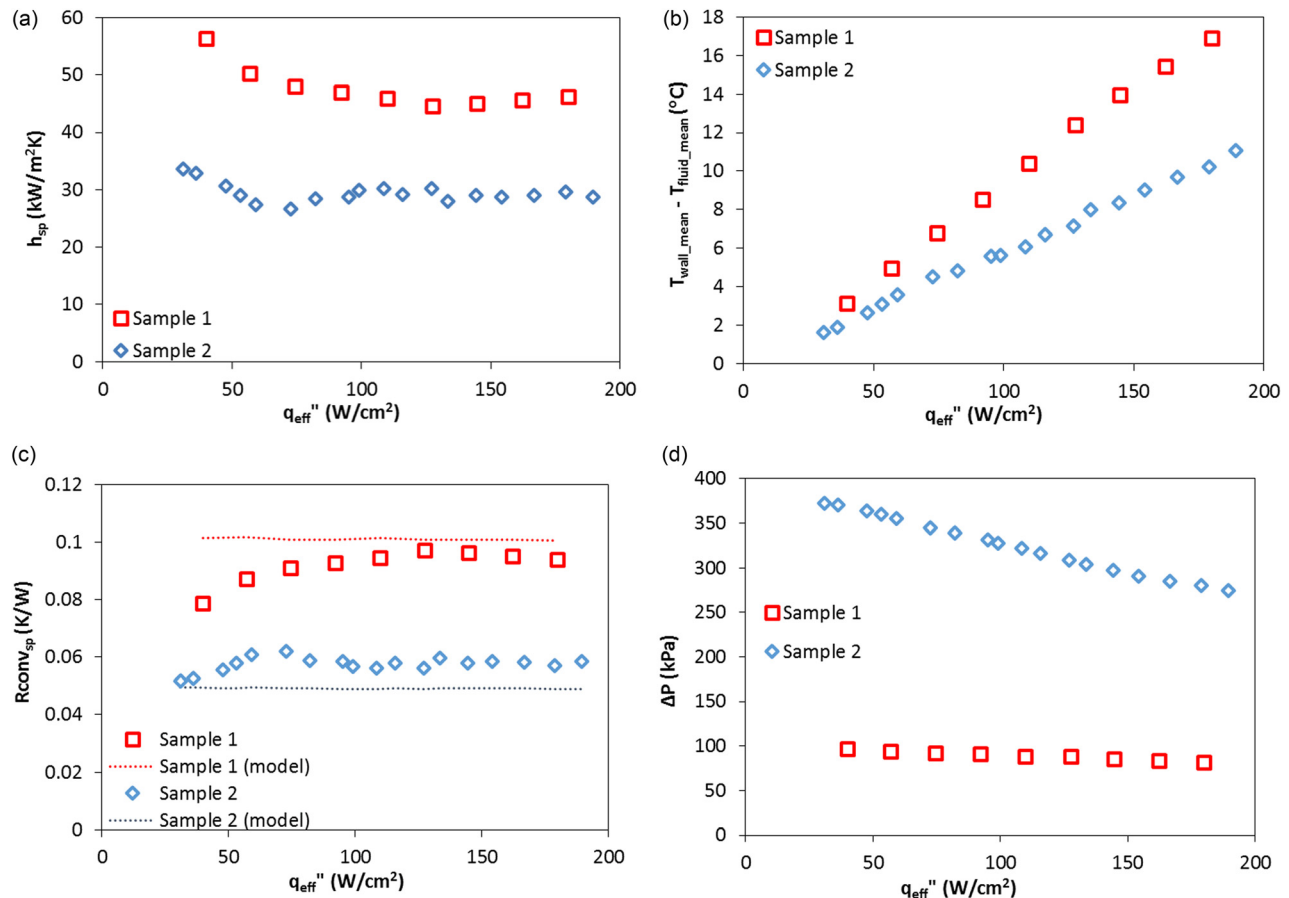 (a)
60
50
40
30
20
10
0
h_sp (kW/m²K)
Sample 1
Sample 2
0 50 100 150 200
q_eff" (W/cm²)
(b)
18
16
14
12
10
8
6
4
2
0
T_wall_mean - T_fluid_mean (°C)
Sample 1
Sample 2
0 50 100 150 200
q_eff" (W/cm²)
(c)
0.12
0.1
0.08
0.06
0.04
0.02
0
Rconv_sp (K/W)
Sample 1
Sample 1 (model)
Sample 2
Sample 2 (model)
0 50 100 150 200
q_eff" (W/cm²)
(d)
400
350
300
250
200
150
100
50
0
ΔP (kPa)
Sample 1
Sample 2
0 50 100 150 200
q_eff" (W/cm²)